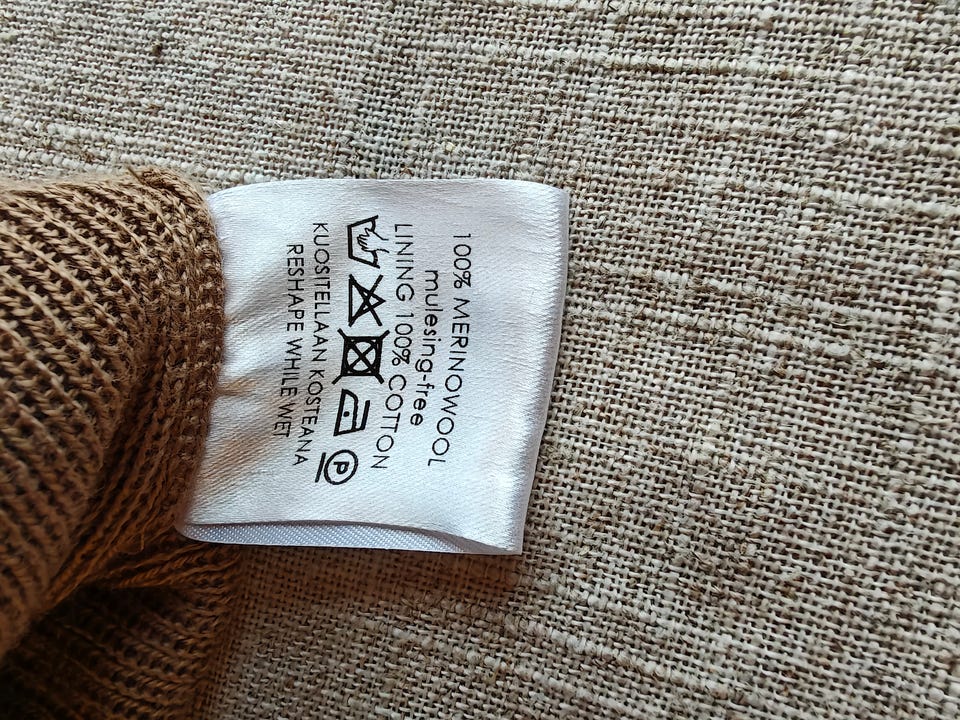 100% MERINOWOOL
mulesing-free
LINING 100% COTTON
P
KUOSITELLAAN KOSTEANA
RESHAPE WHILE WET